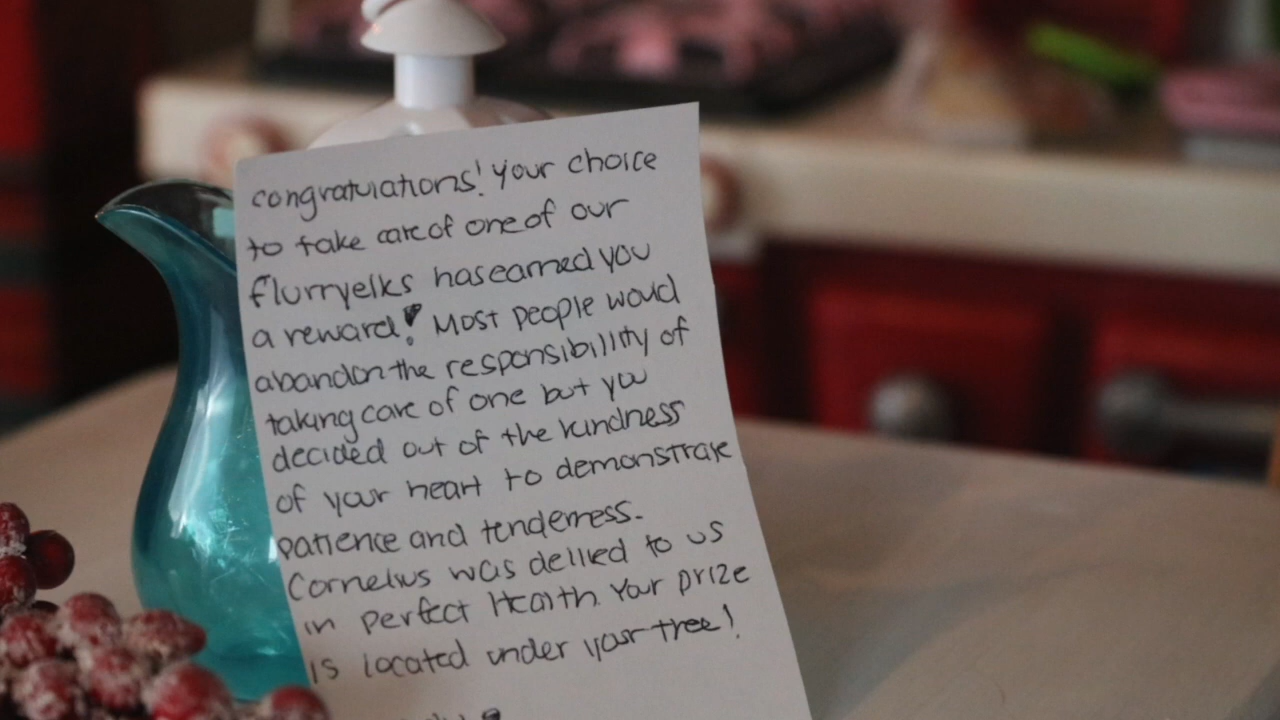 congratulations! Your choice
to take care of one of our
flurryelks has earned you
a reward! Most people would
abandon the responsibillity of
taking care of one but you
decided out of the kindness
of your heart to demonstrate
patience and tenderness.
Cornelius was delived to us
in perfect Health. Your prize
is located under your tree!